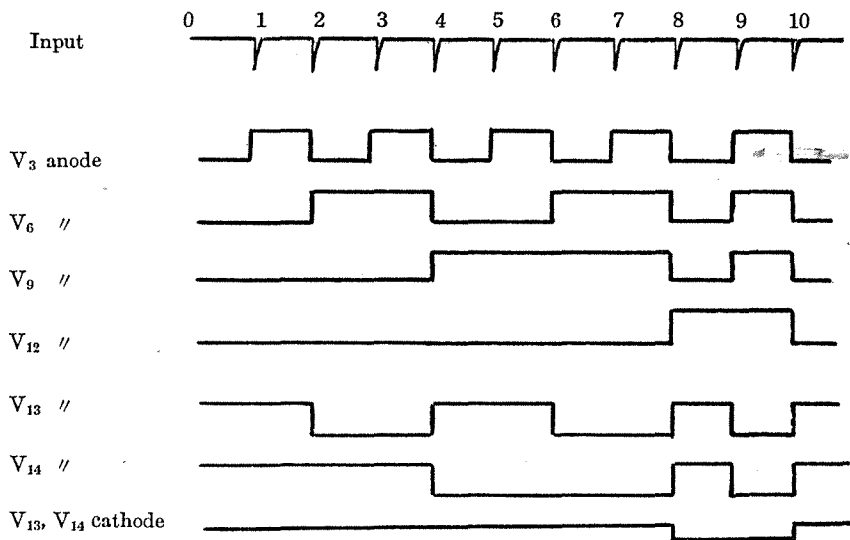 0 1 2 3 4 5 6 7 8 9 10
Input
V₃ anode
V₆ 〃
V₉ 〃
V₁₂ 〃
V₁₃ 〃
V₁₄ 〃
V₁₃, V₁₄ cathode